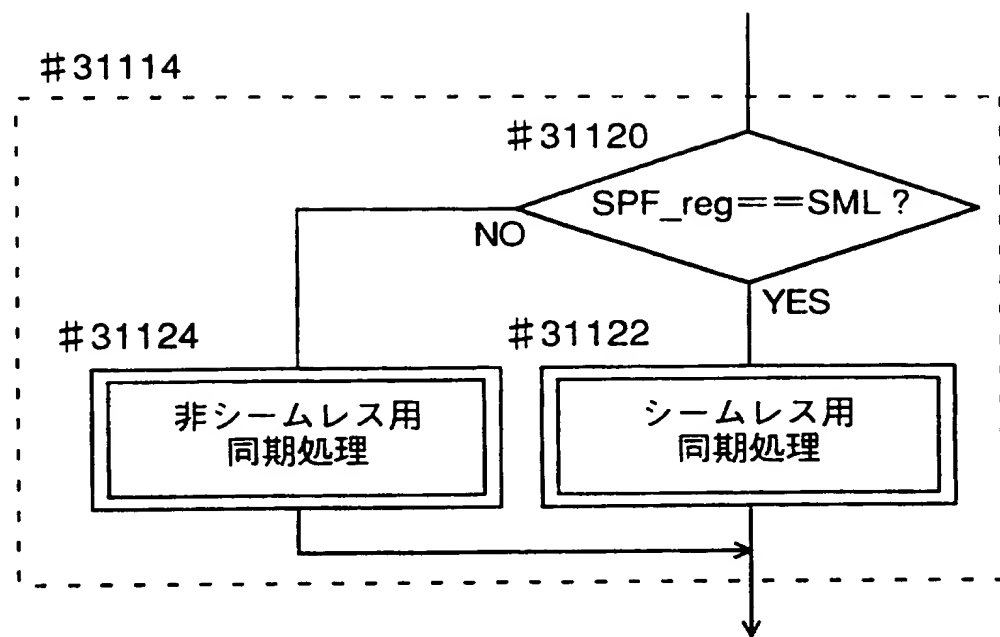 #31114
#31120
SPF_reg==SML ?
NO
YES
#31124
#31122
非シームレス用
同期処理
シームレス用
同期処理